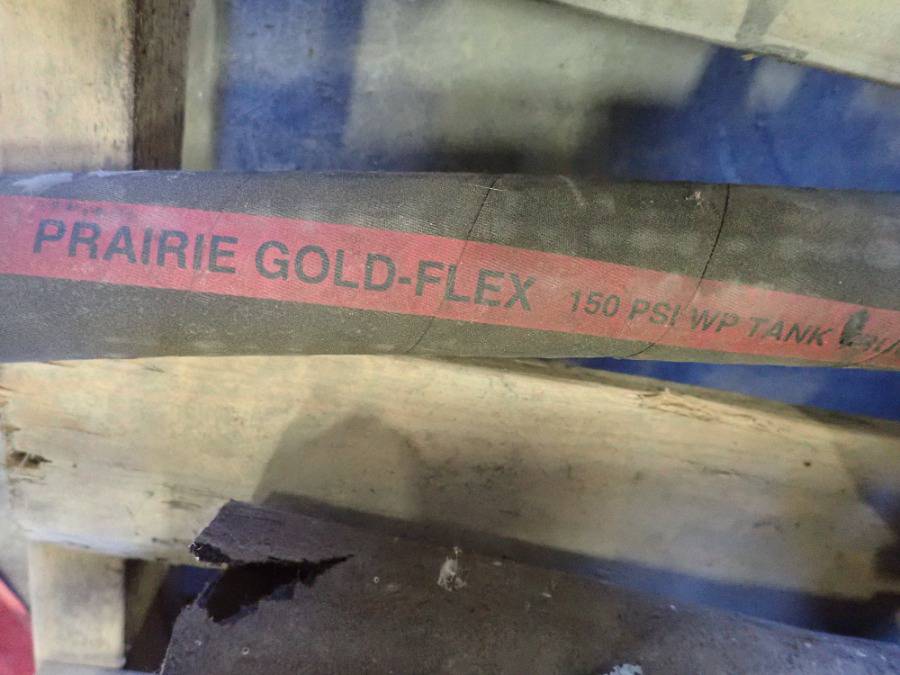 PRAIRIE GOLD-FLEX 150 PSI WP TANK